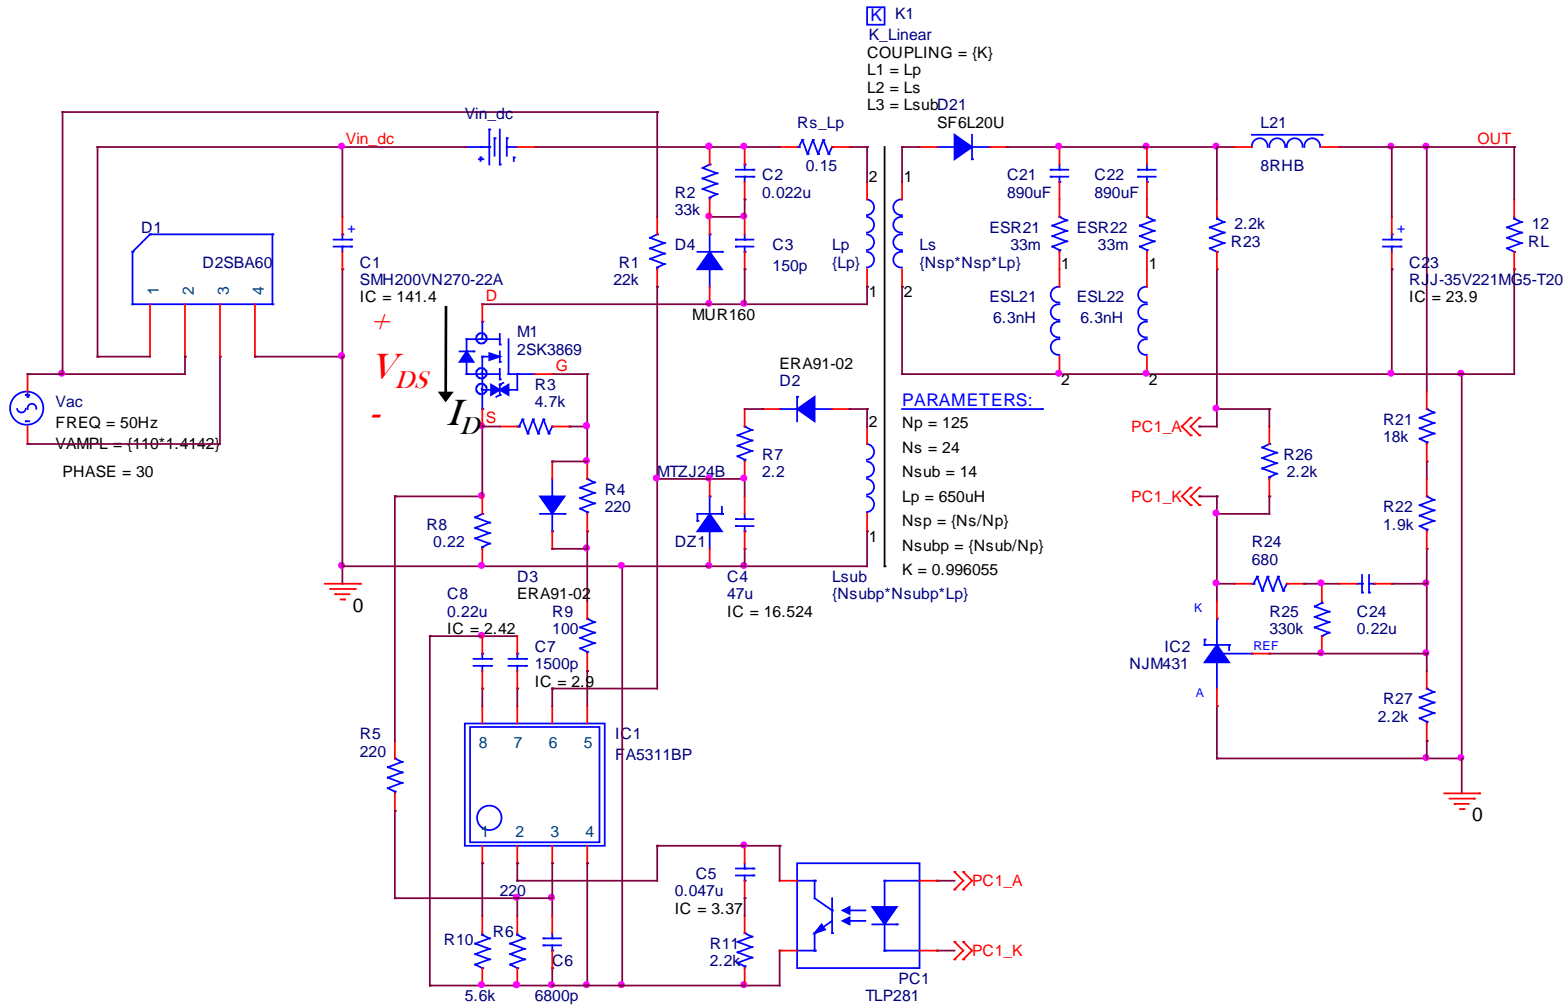 K K1
K_Linear
COUPLING = {K}
L1 = Lp
L2 = Ls
L3 = Lsub
D21
SF6L20U
Vin_dc
Vin_dc
Rs_Lp
0.15
L21
8RHB
OUT
R2
33k
C2
0.022u
2
1
C21
890uF
C22
890uF
D1
D2SBA60
1 2 3 4
+
C1
SMH200VN270-22A
IC = 141.4
R1
22k
D4
C3
150p
MUR160
Lp
{Lp}
Ls
{Nsp*Nsp*Lp}
1
2
ESR21
33m
ESR22
33m
1
1
ESL21
6.3nH
ESL22
6.3nH
2
2
2.2k
R23
+
C23
RJJ-35V221MG5-T20
IC = 23.9
12
RL
D
M1
2SK3869
G
S
+
VDS
-
ID
R3
4.7k
Vac
FREQ = 50Hz
VAMPL = {110*1.4142}
PHASE = 30
ERA91-02
D2
R7
2.2
2
1
MTZJ24B
DZ1
C4
47u
IC = 16.524
Lsub
{Nsubp*Nsubp*Lp}
PARAMETERS:
Np = 125
Ns = 24
Nsub = 14
Lp = 650uH
Nsp = {Ns/Np}
Nsubp = {Nsub/Np}
K = 0.996055
PC1_A
PC1_K
R26
2.2k
R21
18k
R22
1.9k
R24
680
R25
330k
C24
0.22u
K
IC2
NJM431
REF
A
R27
2.2k
0
R4
220
R8
0.22
D3
ERA91-02
0
C8
0.22u
IC = 2.42
R9
100
C7
1500p
IC = 2.9
R5
220
8 7 6 5
IC1
FA5311BP
1 2 3 4
220
R10
5.6k
R6
C6
6800p
C5
0.047u
IC = 3.37
R11
2.2k
PC1_A
PC1_K
PC1
TLP281